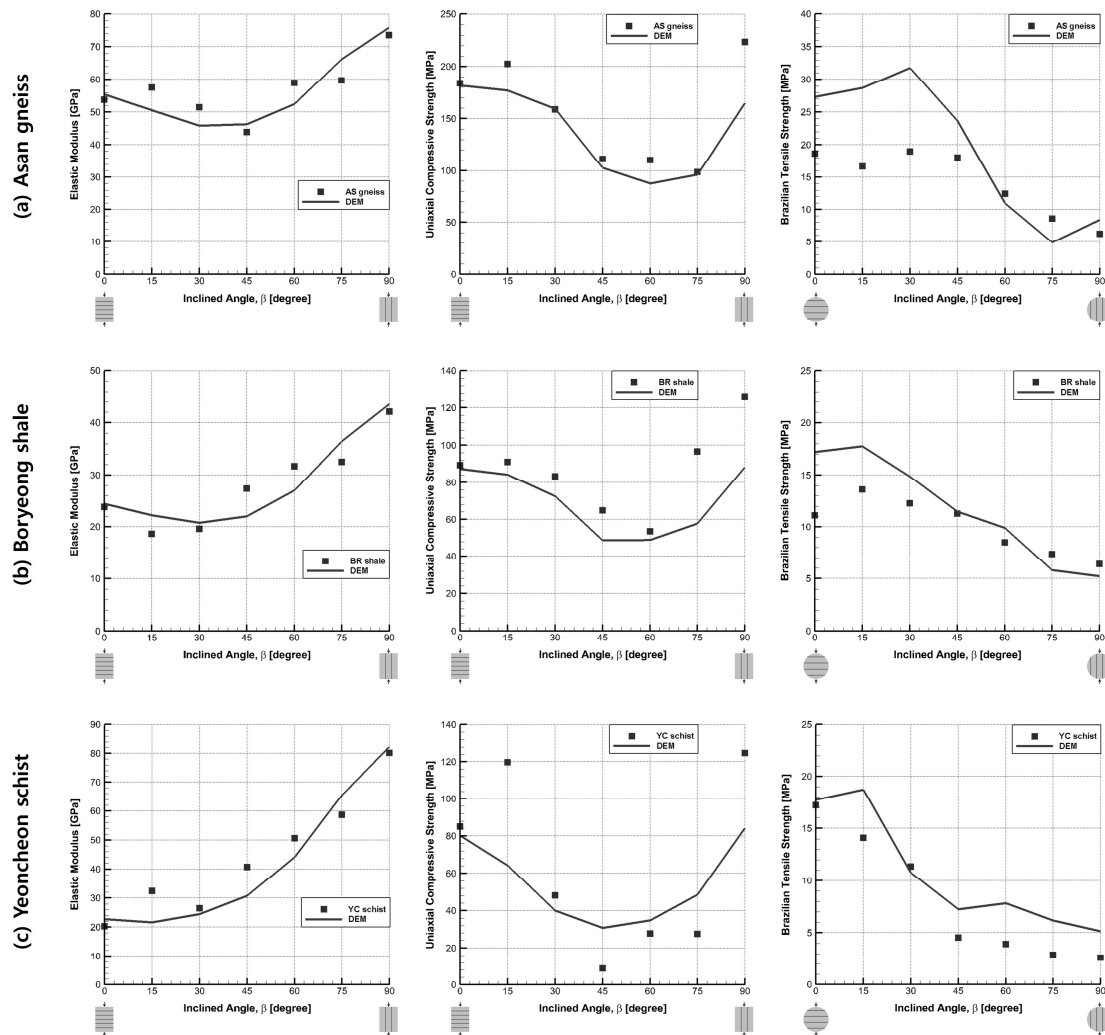 (a) Asan gneiss
Elastic Modulus [GPa]
80
70
60
50
40
30
20
10
0
AS gneiss
DEM
0 15 30 45 60 75 90
Inclined Angle, β [degree]
Uniaxial Compressive Strength [MPa]
250
200
150
100
50
0
AS gneiss
DEM
0 15 30 45 60 75 90
Inclined Angle, β [degree]
Brazilian Tensile Strength [MPa]
40
35
30
25
20
15
10
5
0
AS gneiss
DEM
0 15 30 45 60 75 90
Inclined Angle, β [degree]
(b) Boryeong shale
Elastic Modulus [GPa]
50
40
30
20
10
0
BR shale
DEM
0 15 30 45 60 75 90
Inclined Angle, β [degree]
Uniaxial Compressive Strength [MPa]
140
120
100
80
60
40
20
0
BR shale
DEM
0 15 30 45 60 75 90
Inclined Angle, β [degree]
Brazilian Tensile Strength [MPa]
25
20
15
10
5
0
BR shale
DEM
0 15 30 45 60 75 90
Inclined Angle, β [degree]
(c) Yeoncheon schist
Elastic Modulus [GPa]
90
80
70
60
50
40
30
20
10
0
YC schist
DEM
0 15 30 45 60 75 90
Inclined Angle, β [degree]
Uniaxial Compressive Strength [MPa]
140
120
100
80
60
40
20
0
YC schist
DEM
0 15 30 45 60 75 90
Inclined Angle, β [degree]
Brazilian Tensile Strength [MPa]
25
20
15
10
5
0
YC schist
DEM
0 15 30 45 60 75 90
Inclined Angle, β [degree]